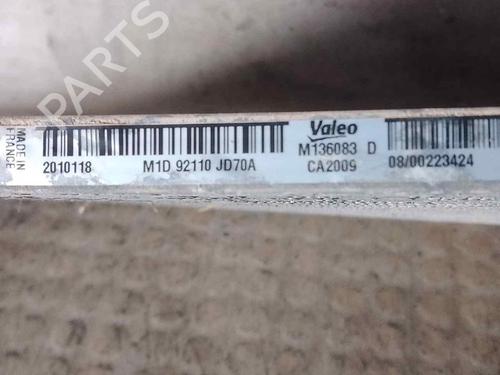 B-PARTS
MADE IN
FRANCE
2010118
M1D 92110 JD70A
Valeo
M136083 D
CA2009
08/00223424